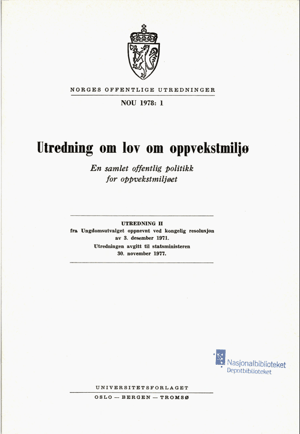 NORGES OFFENTLIGE UTREDNINGER
NOU 1978: 1
Utredning om lov om oppvekstmiljø
En samlet offentlig politikk
for oppvekstmiljøet
UTREDNING II
fra Ungdomsutvalget oppnevnt ved kongelig resolusjon
av 3. desember 1971.
Utredningen avgitt til statsministeren
30. november 1977.
Nasjonalbiblioteket
Depotbiblioteket
UNIVERSITETSFORLAGET
OSLO — BERGEN — TROMSØ